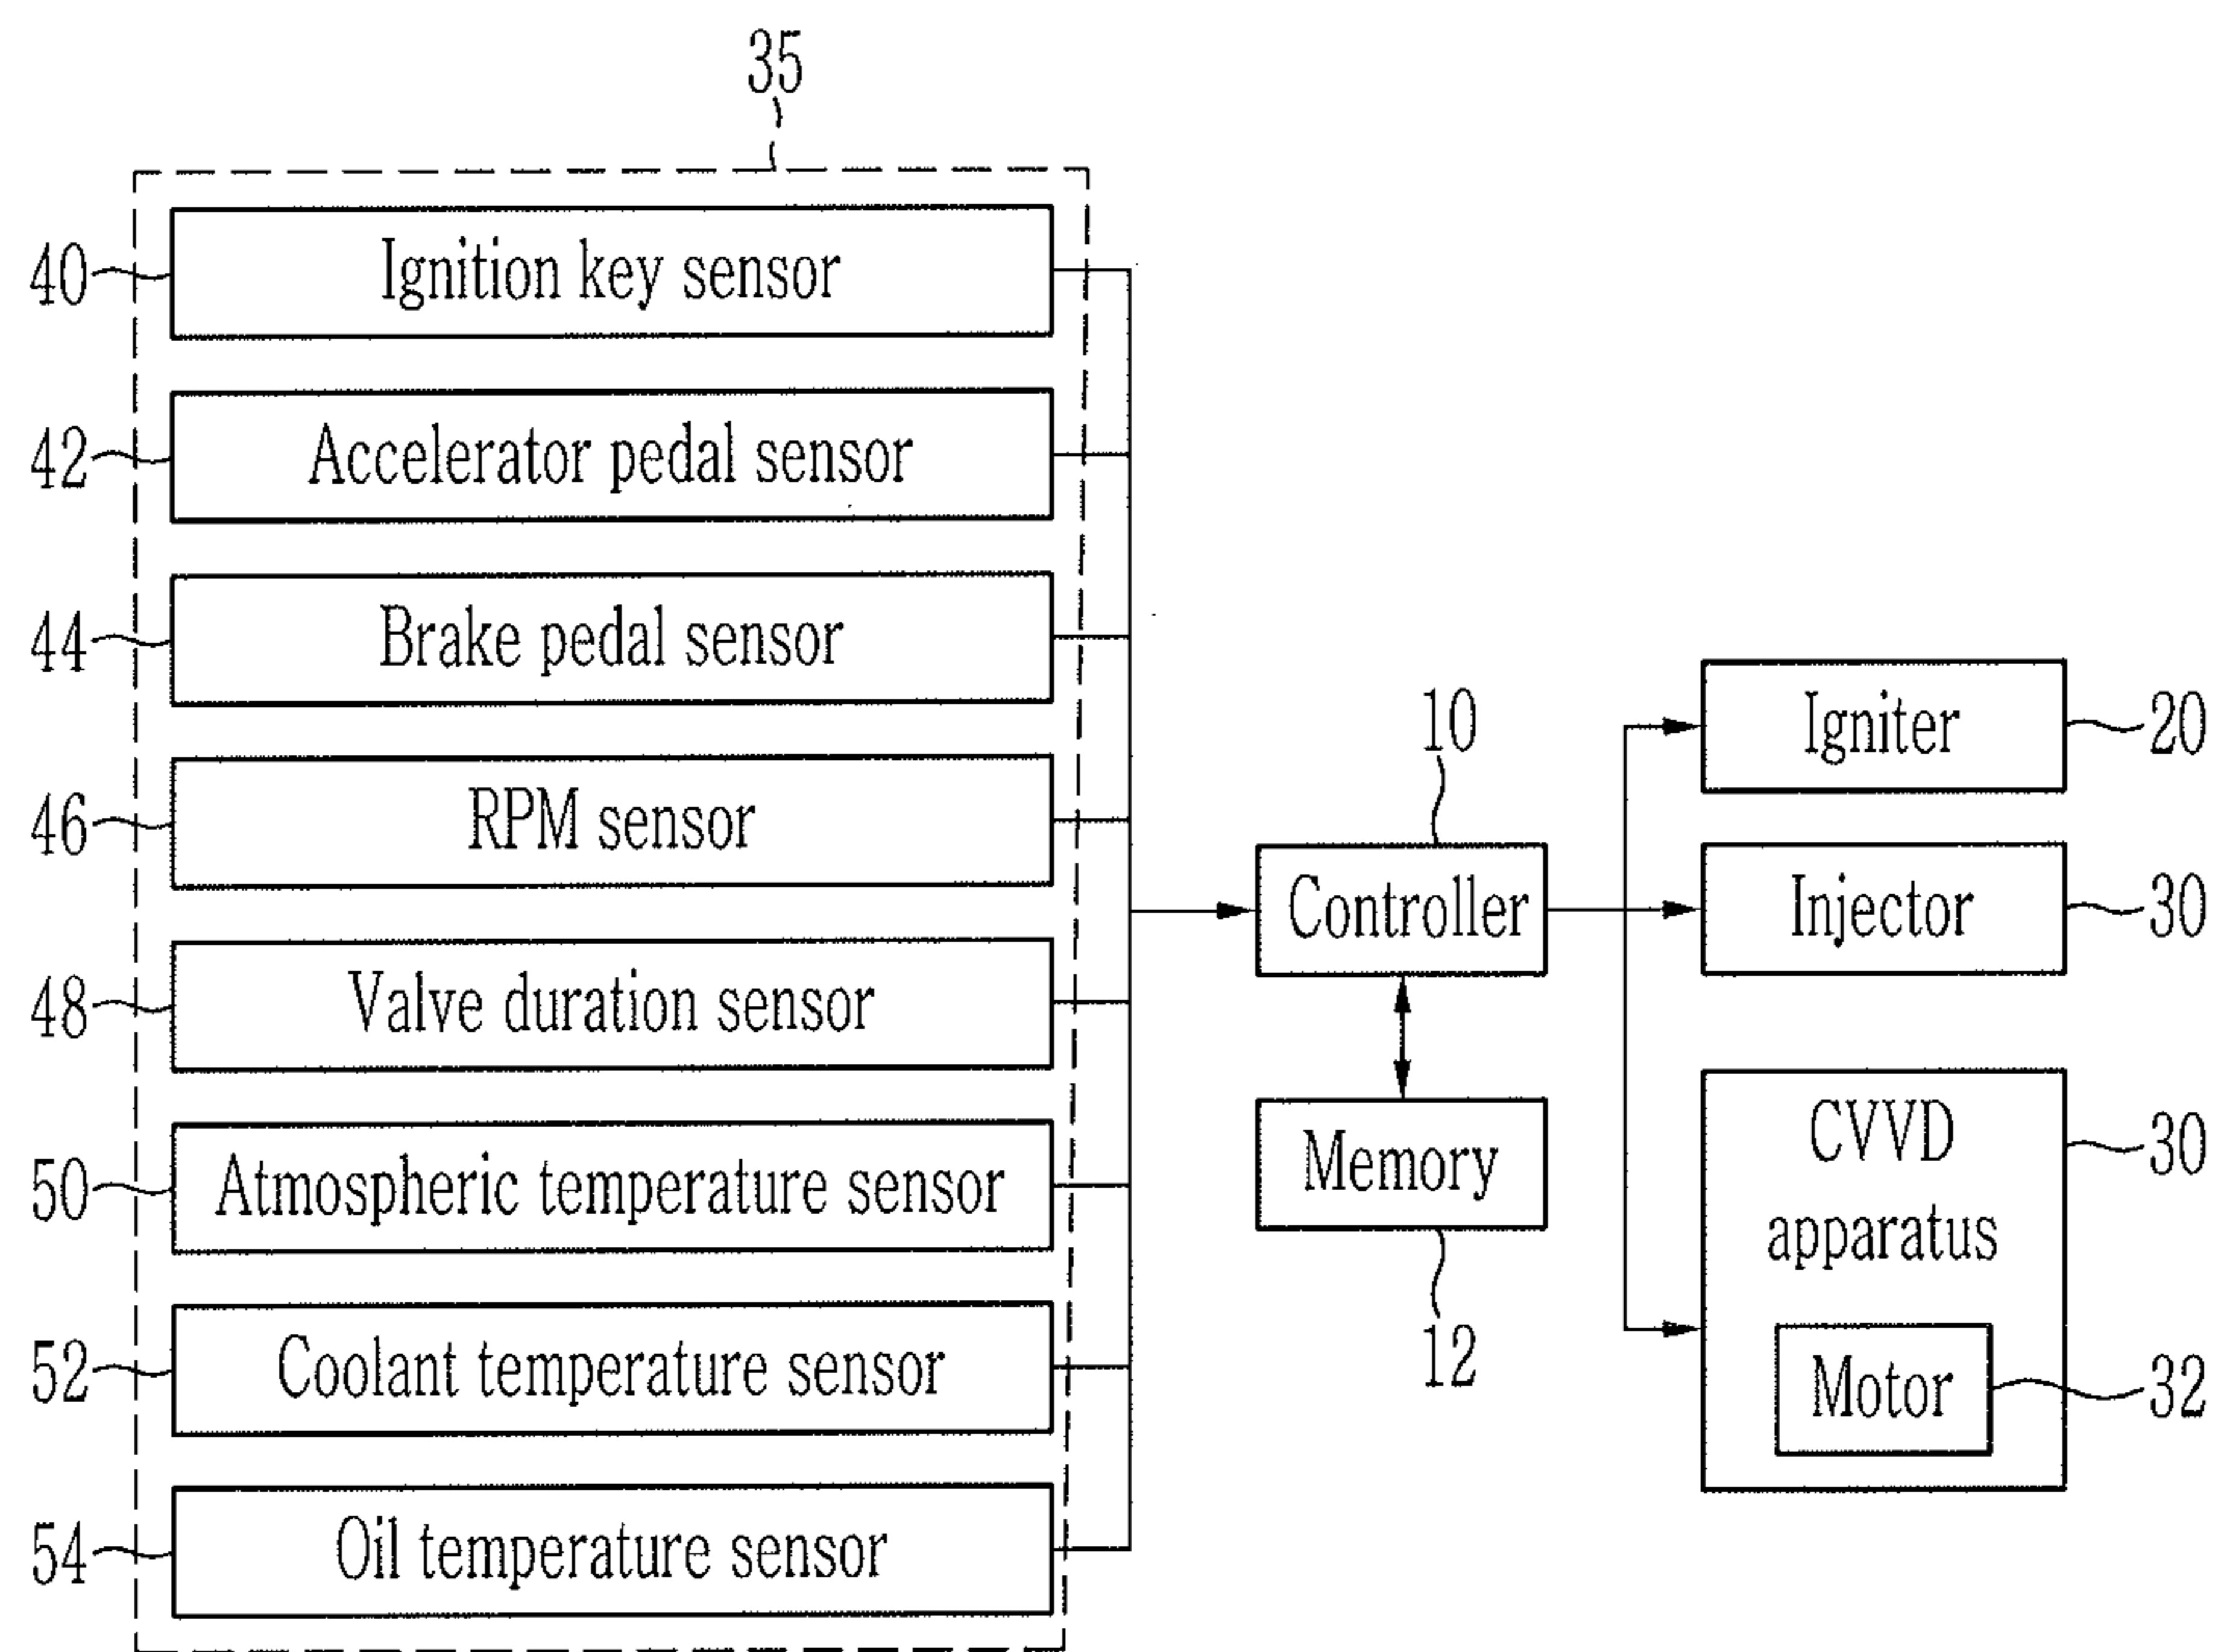 35
40
Ignition key sensor
42
Accelerator pedal sensor
44
Brake pedal sensor
46
RPM sensor
48
Valve duration sensor
50
Atmospheric temperature sensor
52
Coolant temperature sensor
54
Oil temperature sensor
10
Controller
Memory
12
Igniter
20
Injector
30
CVVD
apparatus
30
Motor
32